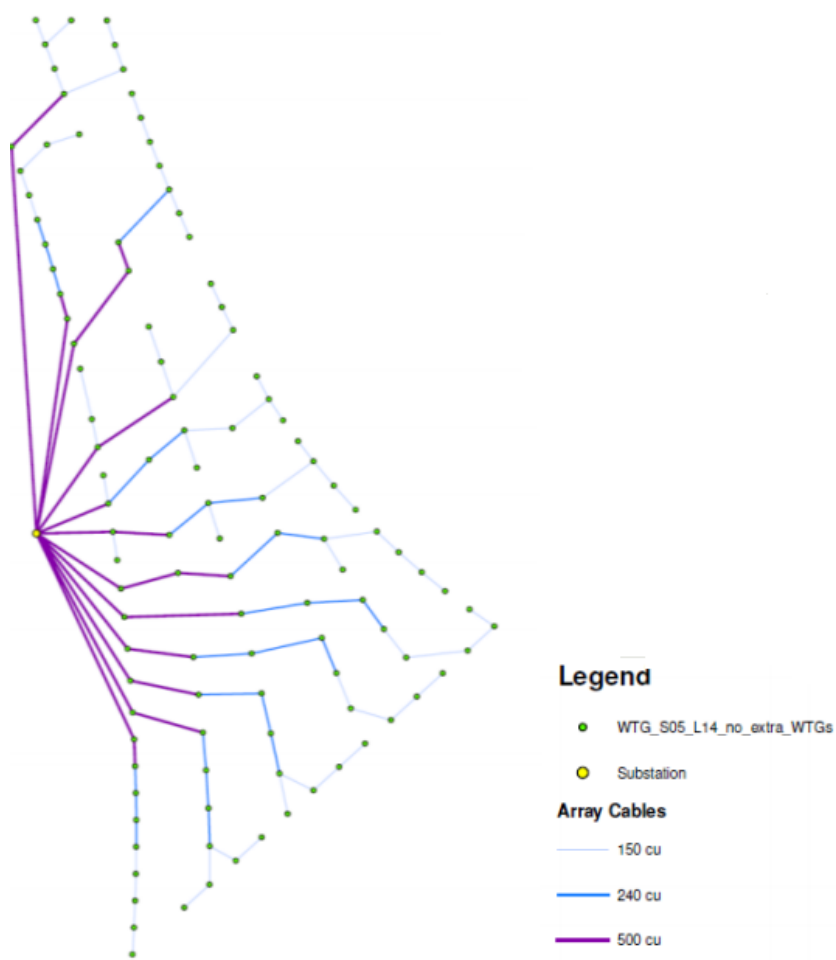 Legend
WTG_S05_L14_no_extra_WTGs
Substation
Array Cables
150 cu
240 cu
500 cu